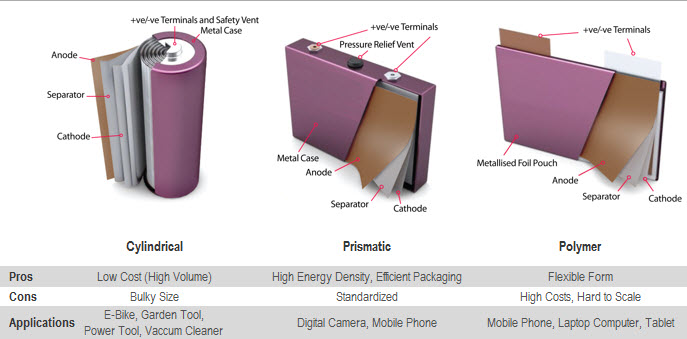 +ve/-ve Terminals and Safety Vent
Metal Case
Anode
Separator
Cathode
+ve/-ve Terminals
Pressure Relief Vent
Metal Case
Anode
Separator
Cathode
+ve/-ve Terminals
Metallised Foil Pouch
Anode
Separator
Cathode
Cylindrical Prismatic Polymer
Pros Low Cost (High Volume) High Energy Density, Efficient Packaging Flexible Form
Cons Bulky Size Standardized High Costs, Hard to Scale
Applications E-Bike, Garden Tool, Digital Camera, Mobile Phone Mobile Phone, Laptop Computer, Tablet
Power Tool, Vaccum Cleaner